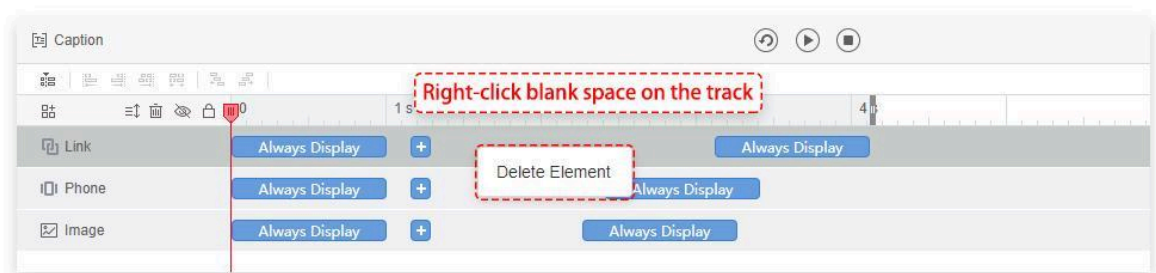 Caption
Right-click blank space on the track
0
1 s
4
Link
Always Display
Always Display
Delete Element
Phone
Always Display
Always Display
Image
Always Display
Always Display